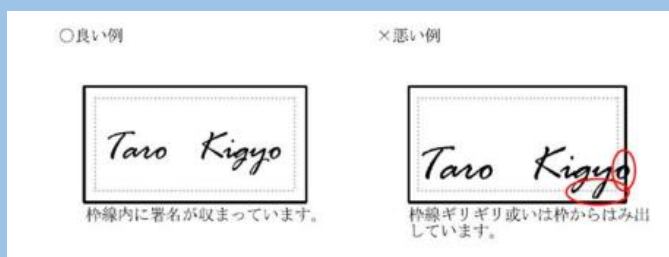 ○良い例
×悪い例
Taro Kigyo
Taro Kigyo
枠線内に署名が収まっています。
枠線ギリギリ或いは枠からはみ出
しています。